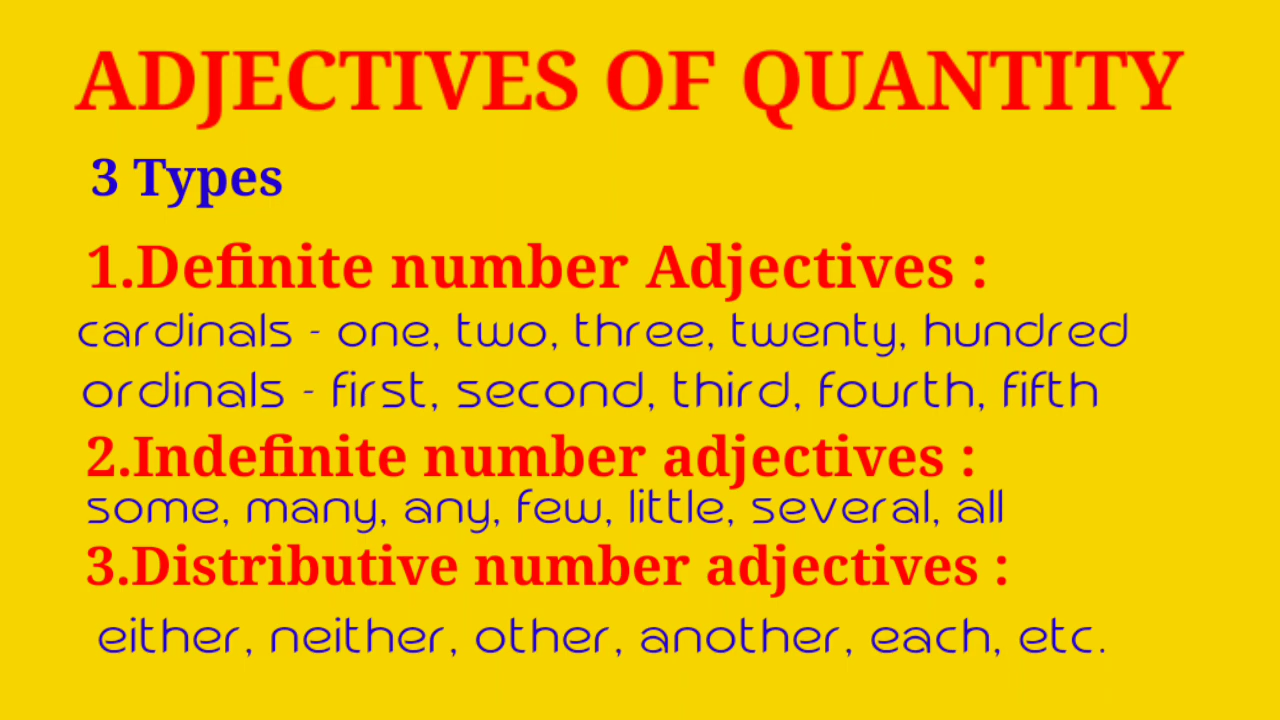 ADJECTIVES OF QUANTITY
3 Types
1.Definite number Adjectives :
cardinals - one, two, three, twenty, hundred
ordinals - first, second, third, fourth, fifth
2.Indefinite number adjectives :
some, many, any, few, little, several, all
3.Distributive number adjectives :
either, neither, other, another, each, etc.